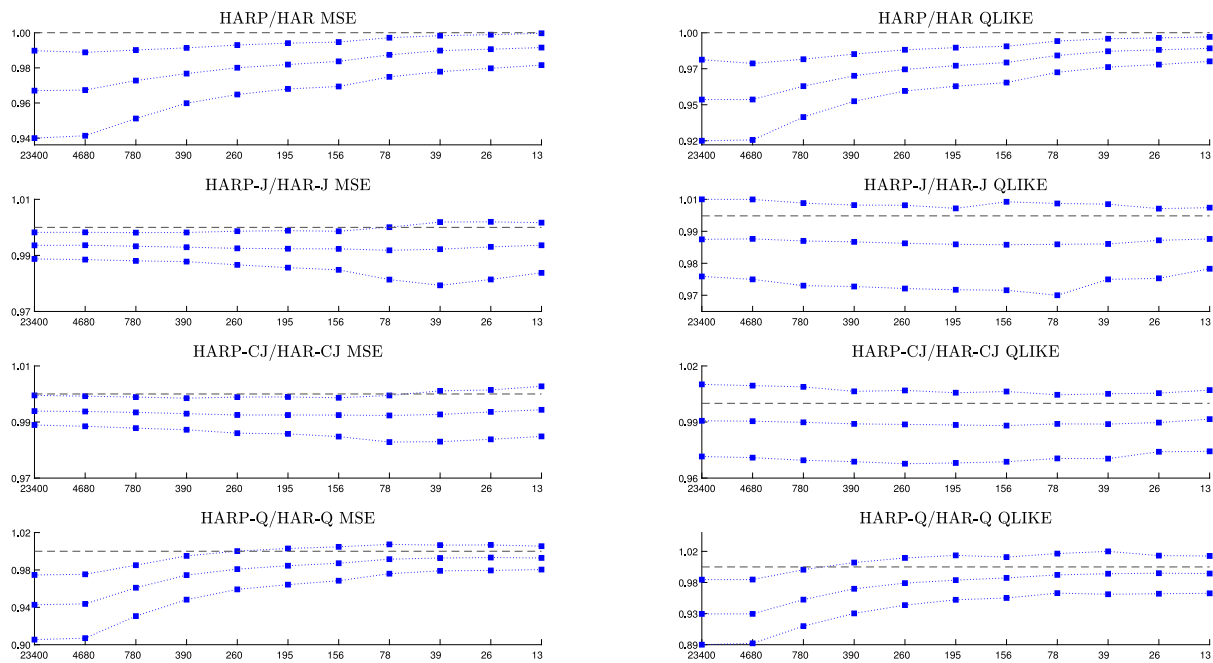 HARP/HAR MSE
1.00
0.98
0.96
0.94
23400 4680 780 390 260 195 156 78 39 26 13
HARP/HAR QLIKE
1.00
0.97
0.95
0.92
23400 4680 780 390 260 195 156 78 39 26 13
HARP-J/HAR-J MSE
1.01
0.99
0.97
23400 4680 780 390 260 195 156 78 39 26 13
HARP-J/HAR-J QLIKE
1.01
0.99
0.98
0.97
23400 4680 780 390 260 195 156 78 39 26 13
HARP-CJ/HAR-CJ MSE
1.01
0.99
0.97
23400 4680 780 390 260 195 156 78 39 26 13
HARP-CJ/HAR-CJ QLIKE
1.02
0.99
0.96
23400 4680 780 390 260 195 156 78 39 26 13
HARP-Q/HAR-Q MSE
1.02
0.98
0.94
0.90
23400 4680 780 390 260 195 156 78 39 26 13
HARP-Q/HAR-Q QLIKE
1.02
0.98
0.93
0.89
23400 4680 780 390 260 195 156 78 39 26 13